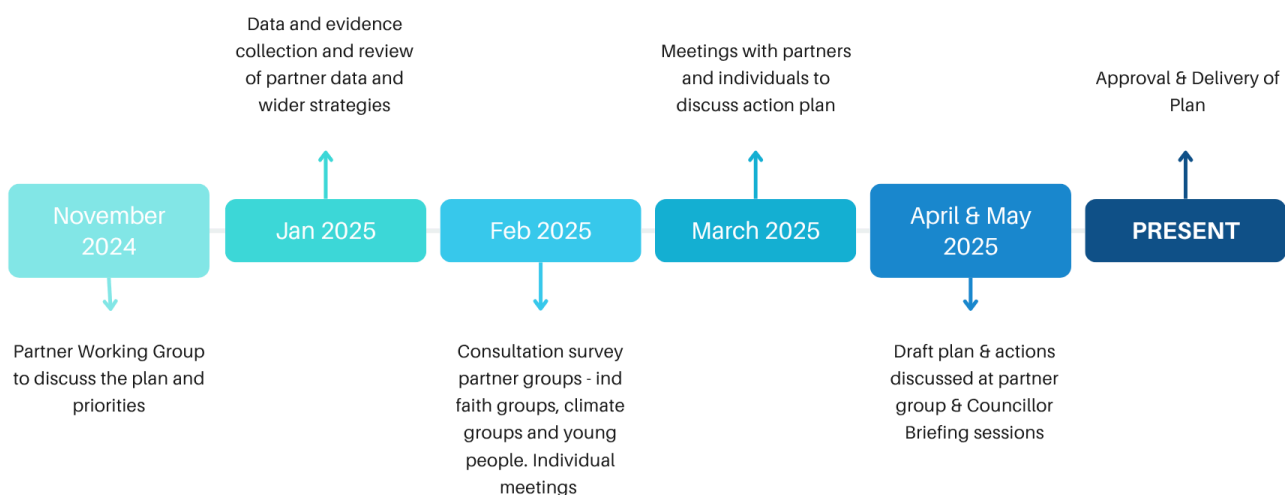 November
2024
Partner Working Group
to discuss the plan and
priorities
Data and evidence
collection and review
of partner data and
wider strategies
Jan 2025
Feb 2025
Consultation survey
partner groups - ind
faith groups, climate
groups and young
people. Individual
meetings
Meetings with partners
and individuals to
discuss action plan
March 2025
April & May
2025
Draft plan & actions
discussed at partner
group & Councillor
Briefing sessions
Approval & Delivery of
Plan
PRESENT